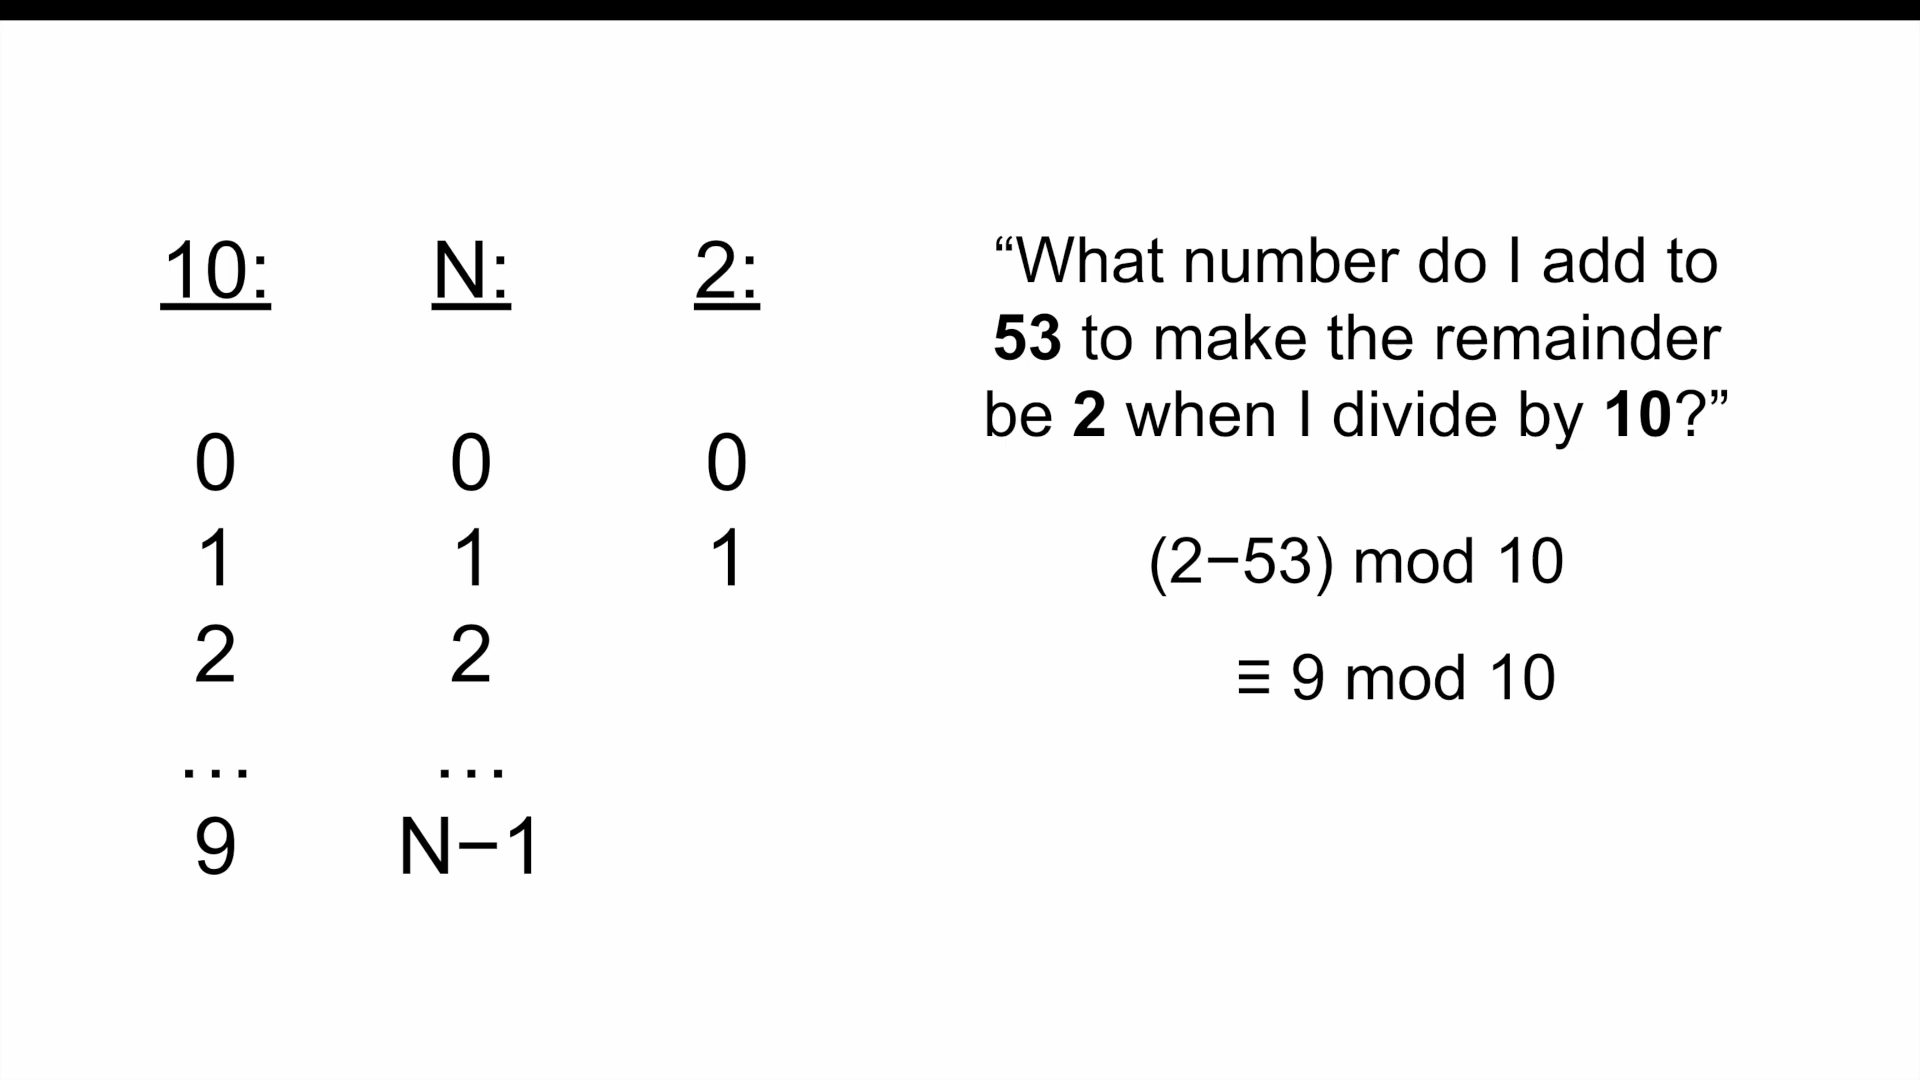 10: N: 2:
0 0 0
1 1 1
2 2
… …
9 N−1
“What number do I add to
53 to make the remainder
be 2 when I divide by 10?”
(2−53) mod 10
≡ 9 mod 10